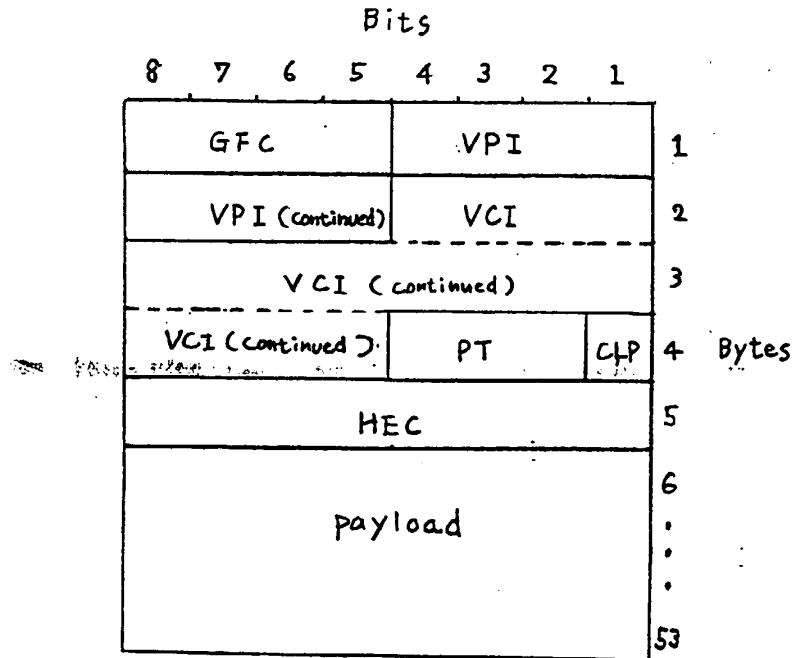 Bits
8 7 6 5 4 3 2 1
GFC VPI 1
VPI (continued) VCI 2
VCI (continued) 3
VCI (continued) PT CLP 4 Bytes
HEC 5
6
payload
53